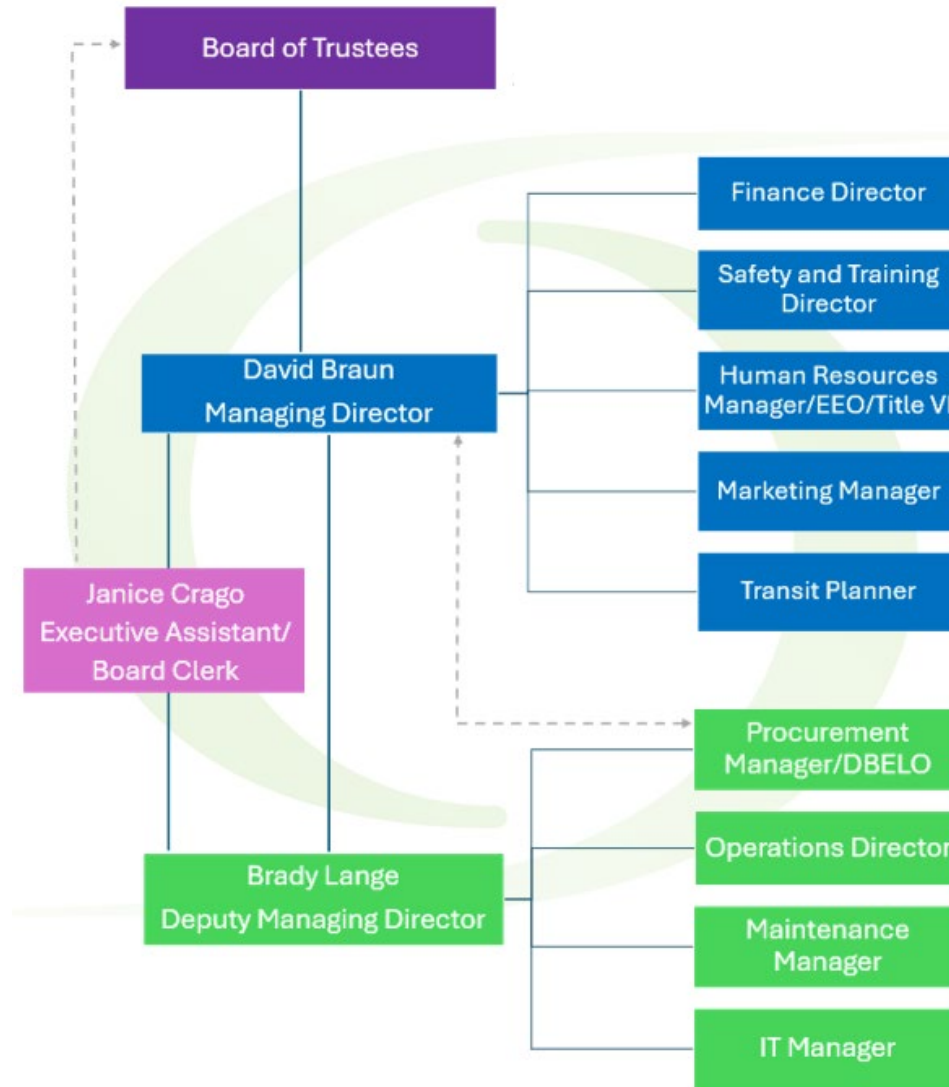 Board of Trustees
Finance Director
Safety and Training
Director
David Braun
Managing Director
Human Resources
Manager/EEO/Title VI
Marketing Manager
Transit Planner
Janice Crago
Executive Assistant/
Board Clerk
Procurement
Manager/DBELO
Operations Director
Brady Lange
Deputy Managing Director
Maintenance
Manager
IT Manager